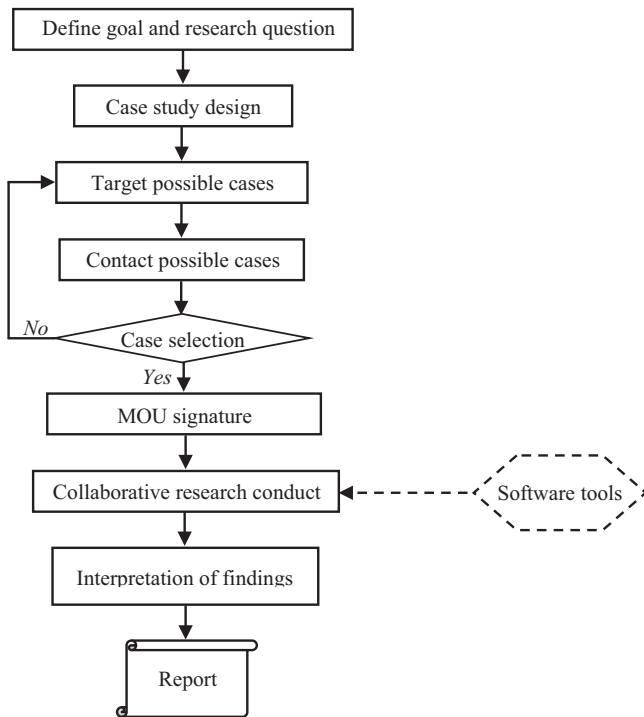 Define goal and research question
Case study design
Target possible cases
Contact possible cases
No
Case selection
Yes
MOU signature
Collaborative research conduct
Software tools
Interpretation of findings
Report